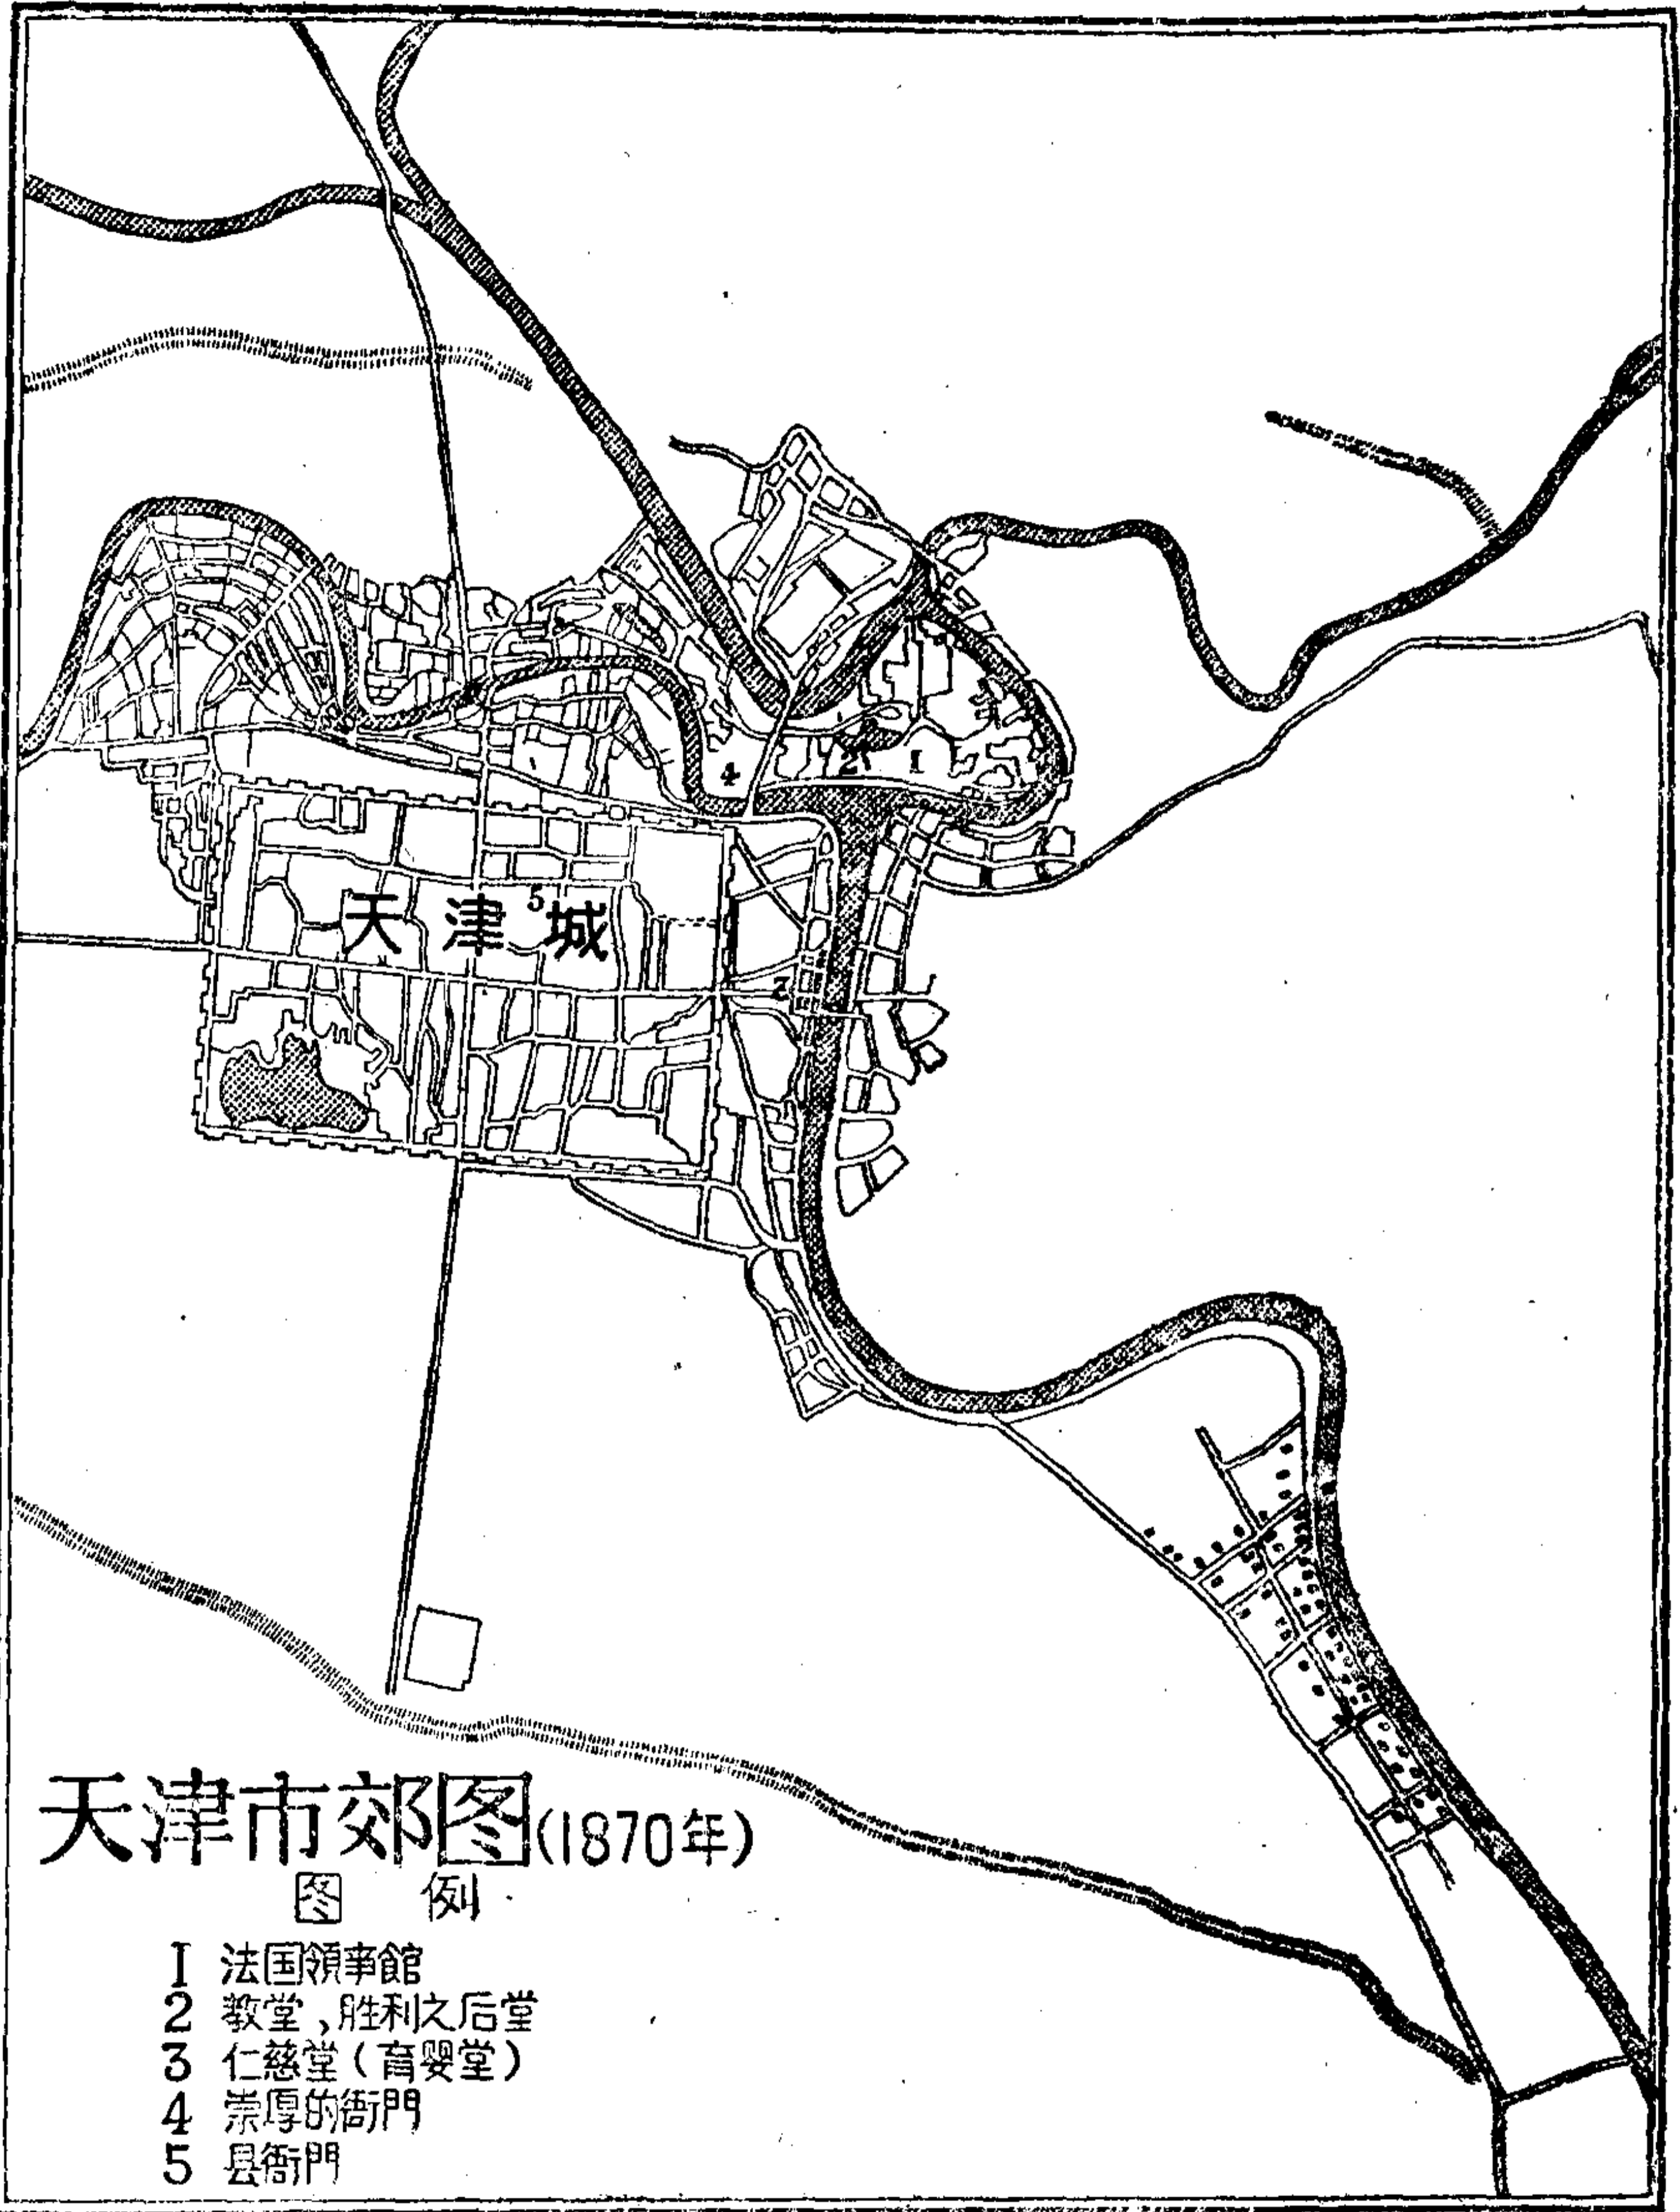 4
2
1
5
天津城
3
天津市郊图(1870年)
图 例
1 法国領事館
2 教堂,胜利之后堂
3 仁慈堂(育婴堂)
4 崇厚的衙門
5 县衙門